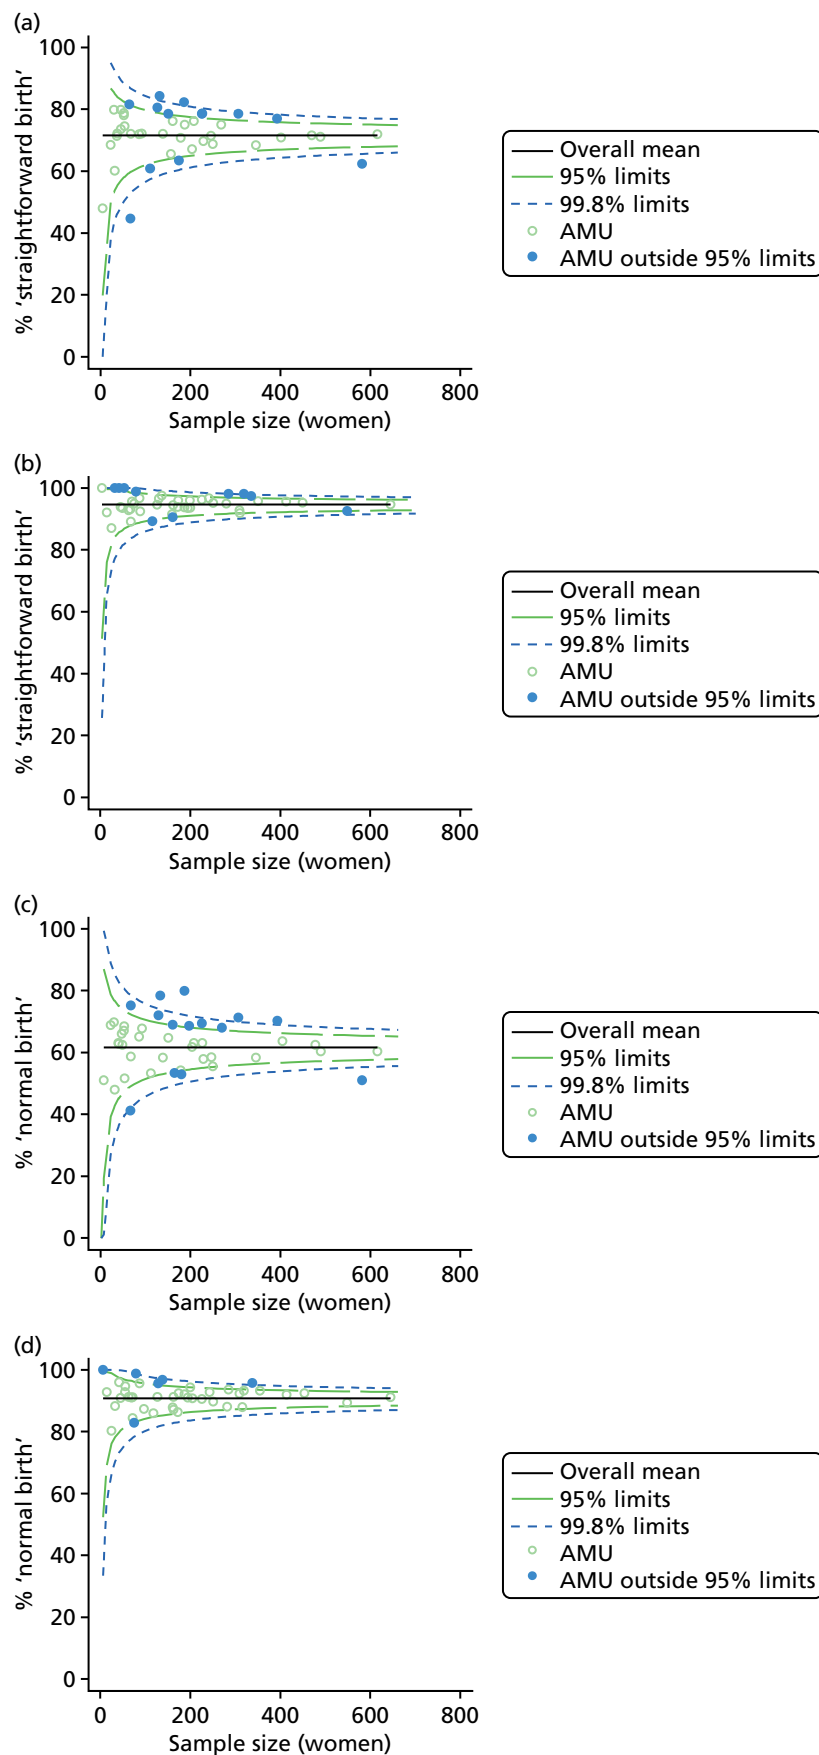 (a)
100
80
60
40
20
0
% ‘straightforward birth’
0 200 400 600 800
Sample size (women)
Overall mean
95% limits
99.8% limits
AMU
AMU outside 95% limits
(b)
100
80
60
40
20
0
% ‘straightforward birth’
0 200 400 600 800
Sample size (women)
Overall mean
95% limits
99.8% limits
AMU
AMU outside 95% limits
(c)
100
80
60
40
20
0
% ‘normal birth’
0 200 400 600 800
Sample size (women)
Overall mean
95% limits
99.8% limits
AMU
AMU outside 95% limits
(d)
100
80
60
40
20
0
% ‘normal birth’
0 200 400 600 800
Sample size (women)
Overall mean
95% limits
99.8% limits
AMU
AMU outside 95% limits